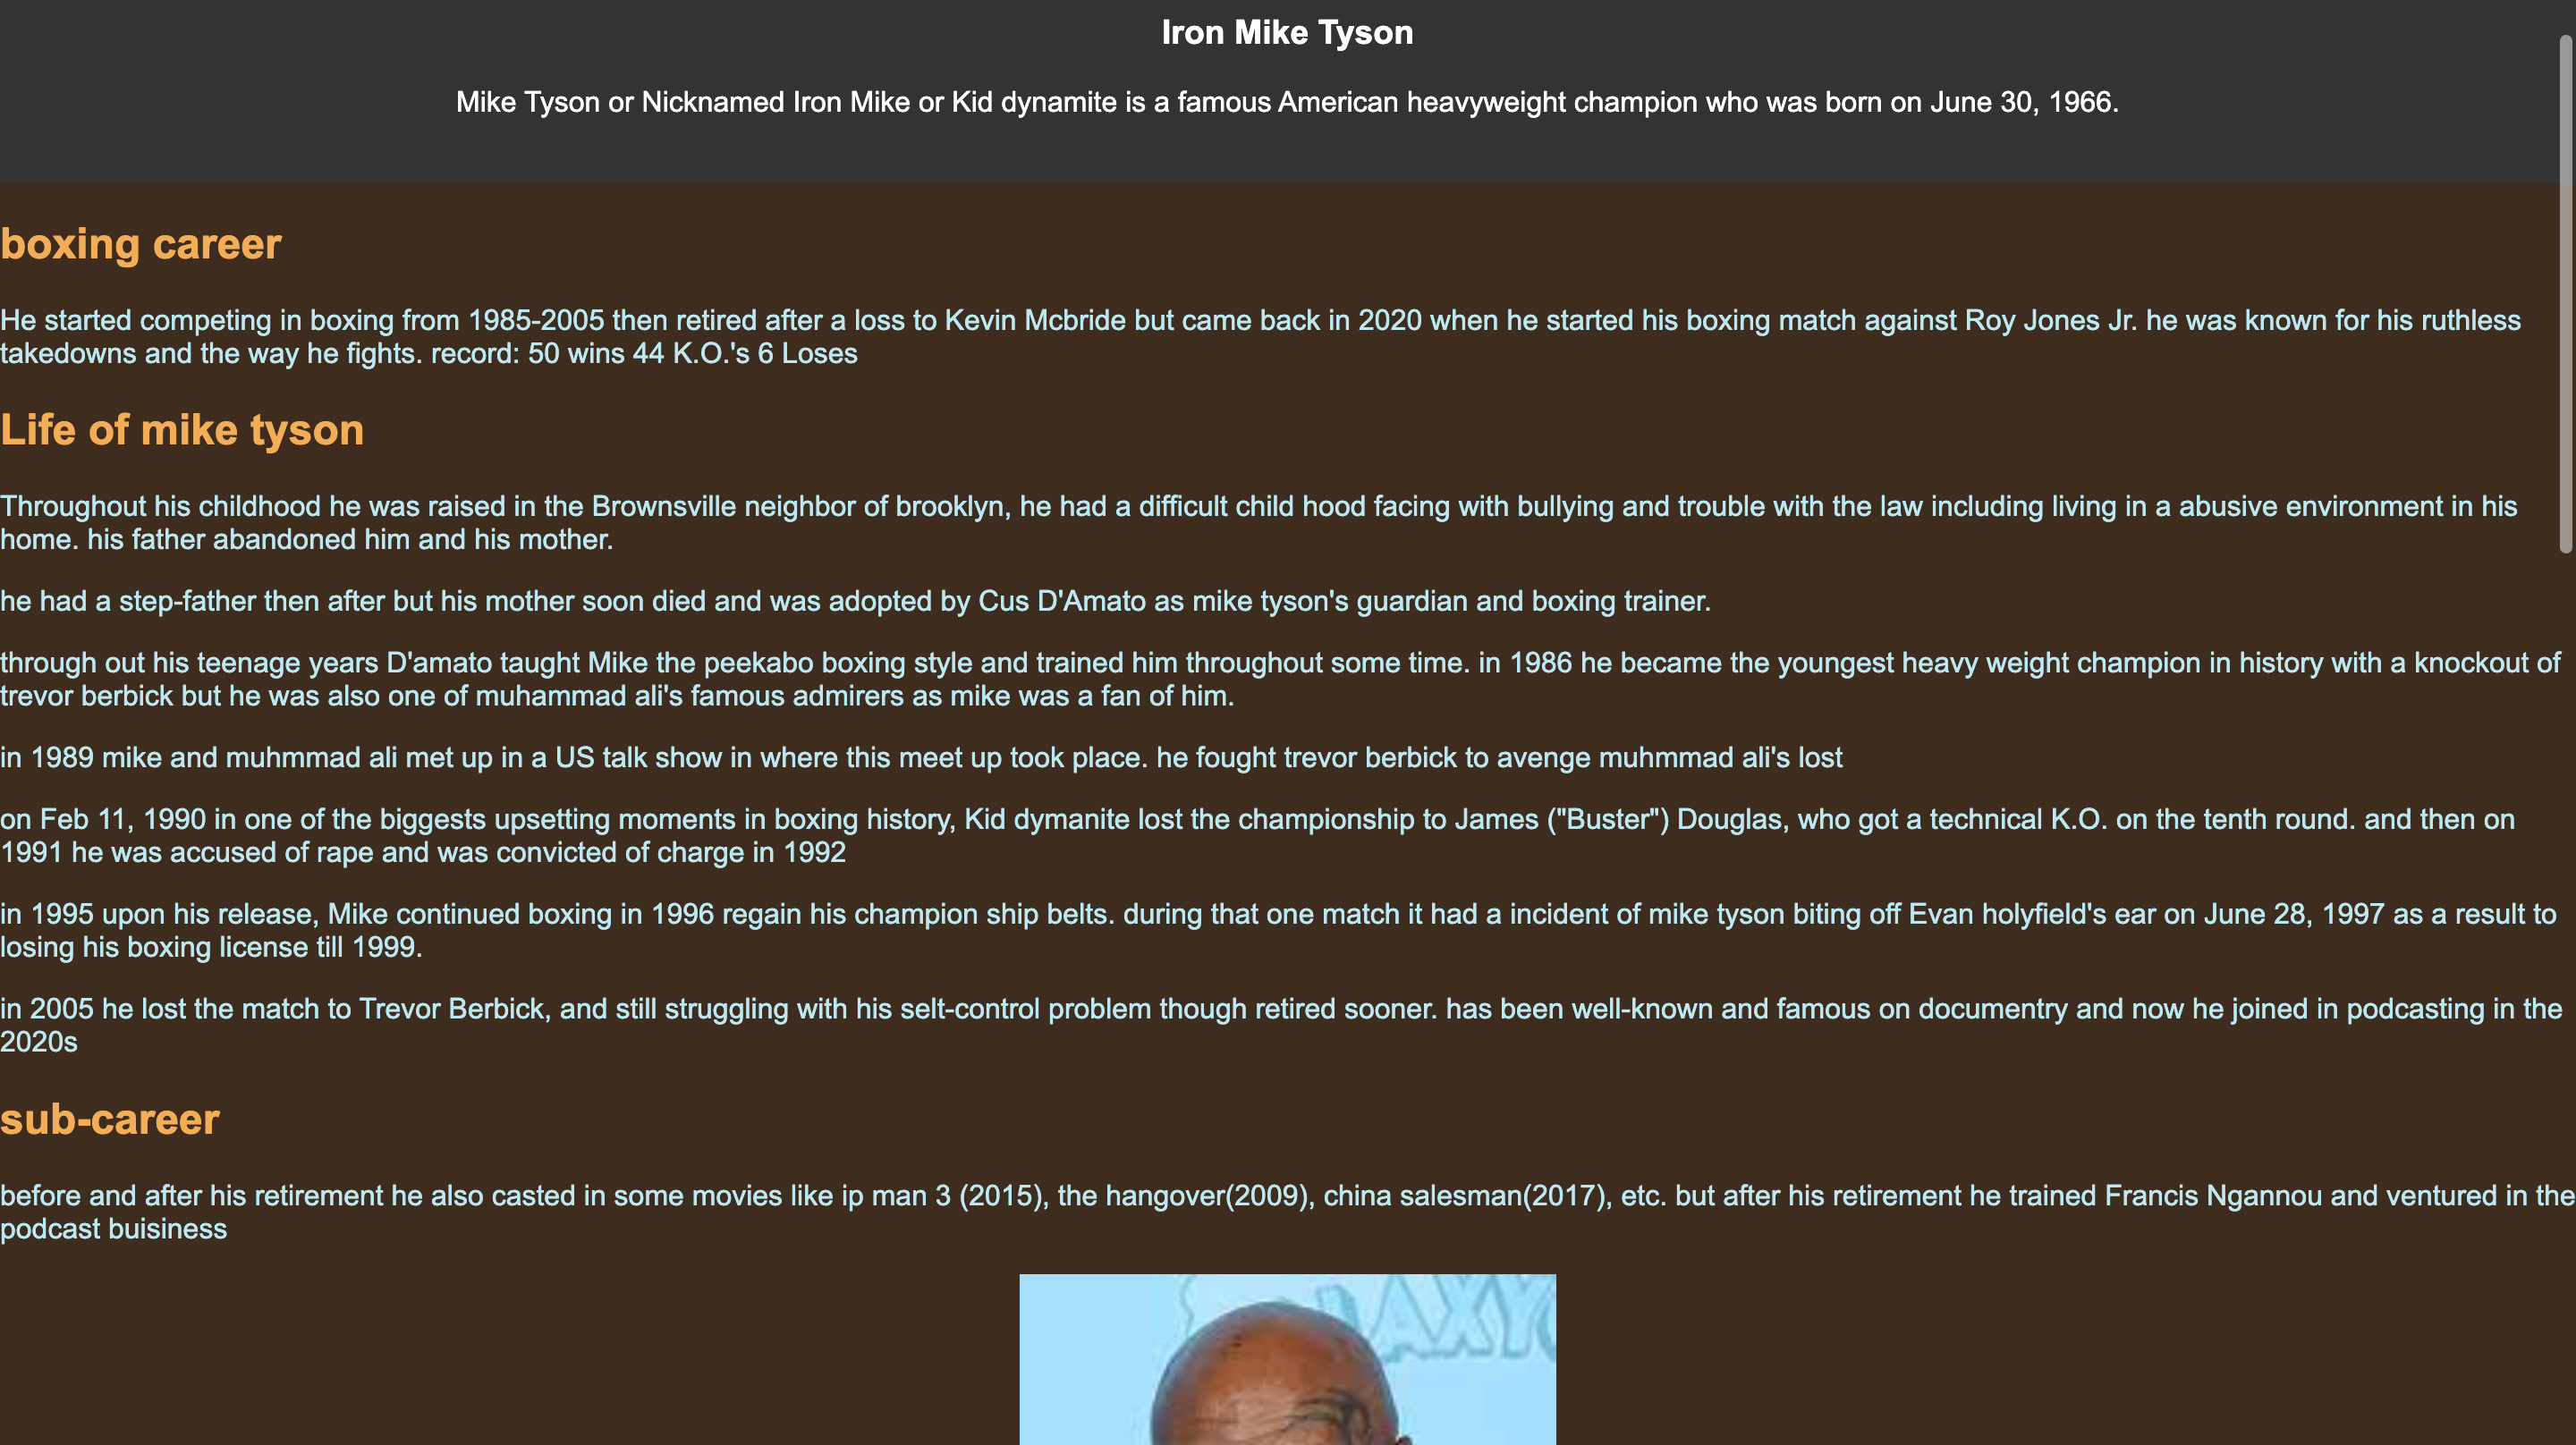 Iron Mike Tyson
Mike Tyson or Nicknamed Iron Mike or Kid dynamite is a famous American heavyweight champion who was born on June 30, 1966.
boxing career
He started competing in boxing from 1985-2005 then retired after a loss to Kevin Mcbride but came back in 2020 when he started his boxing match against Roy Jones Jr. he was known for his ruthless
takedowns and the way he fights. record: 50 wins 44 K.O.'s 6 Loses
Life of mike tyson
Throughout his childhood he was raised in the Brownsville neighbor of brooklyn, he had a difficult child hood facing with bullying and trouble with the law including living in a abusive environment in his
home. his father abandoned him and his mother.
he had a step-father then after but his mother soon died and was adopted by Cus D'Amato as mike tyson's guardian and boxing trainer.
through out his teenage years D'amato taught Mike the peekabo boxing style and trained him throughout some time. in 1986 he became the youngest heavy weight champion in history with a knockout of
trevor berbick but he was also one of muhammad ali's famous admirers as mike was a fan of him.
in 1989 mike and muhmmad ali met up in a US talk show in where this meet up took place. he fought trevor berbick to avenge muhmmad ali's lost
on Feb 11, 1990 in one of the biggests upsetting moments in boxing history, Kid dymanite lost the championship to James ("Buster") Douglas, who got a technical K.O. on the tenth round. and then on
1991 he was accused of rape and was convicted of charge in 1992
in 1995 upon his release, Mike continued boxing in 1996 regain his champion ship belts. during that one match it had a incident of mike tyson biting off Evan holyfield's ear on June 28, 1997 as a result to
losing his boxing license till 1999.
in 2005 he lost the match to Trevor Berbick, and still struggling with his selt-control problem though retired sooner. has been well-known and famous on documentry and now he joined in podcasting in the
2020s
sub-career
before and after his retirement he also casted in some movies like ip man 3 (2015), the hangover(2009), china salesman(2017), etc. but after his retirement he trained Francis Ngannou and ventured in the
podcast buisiness